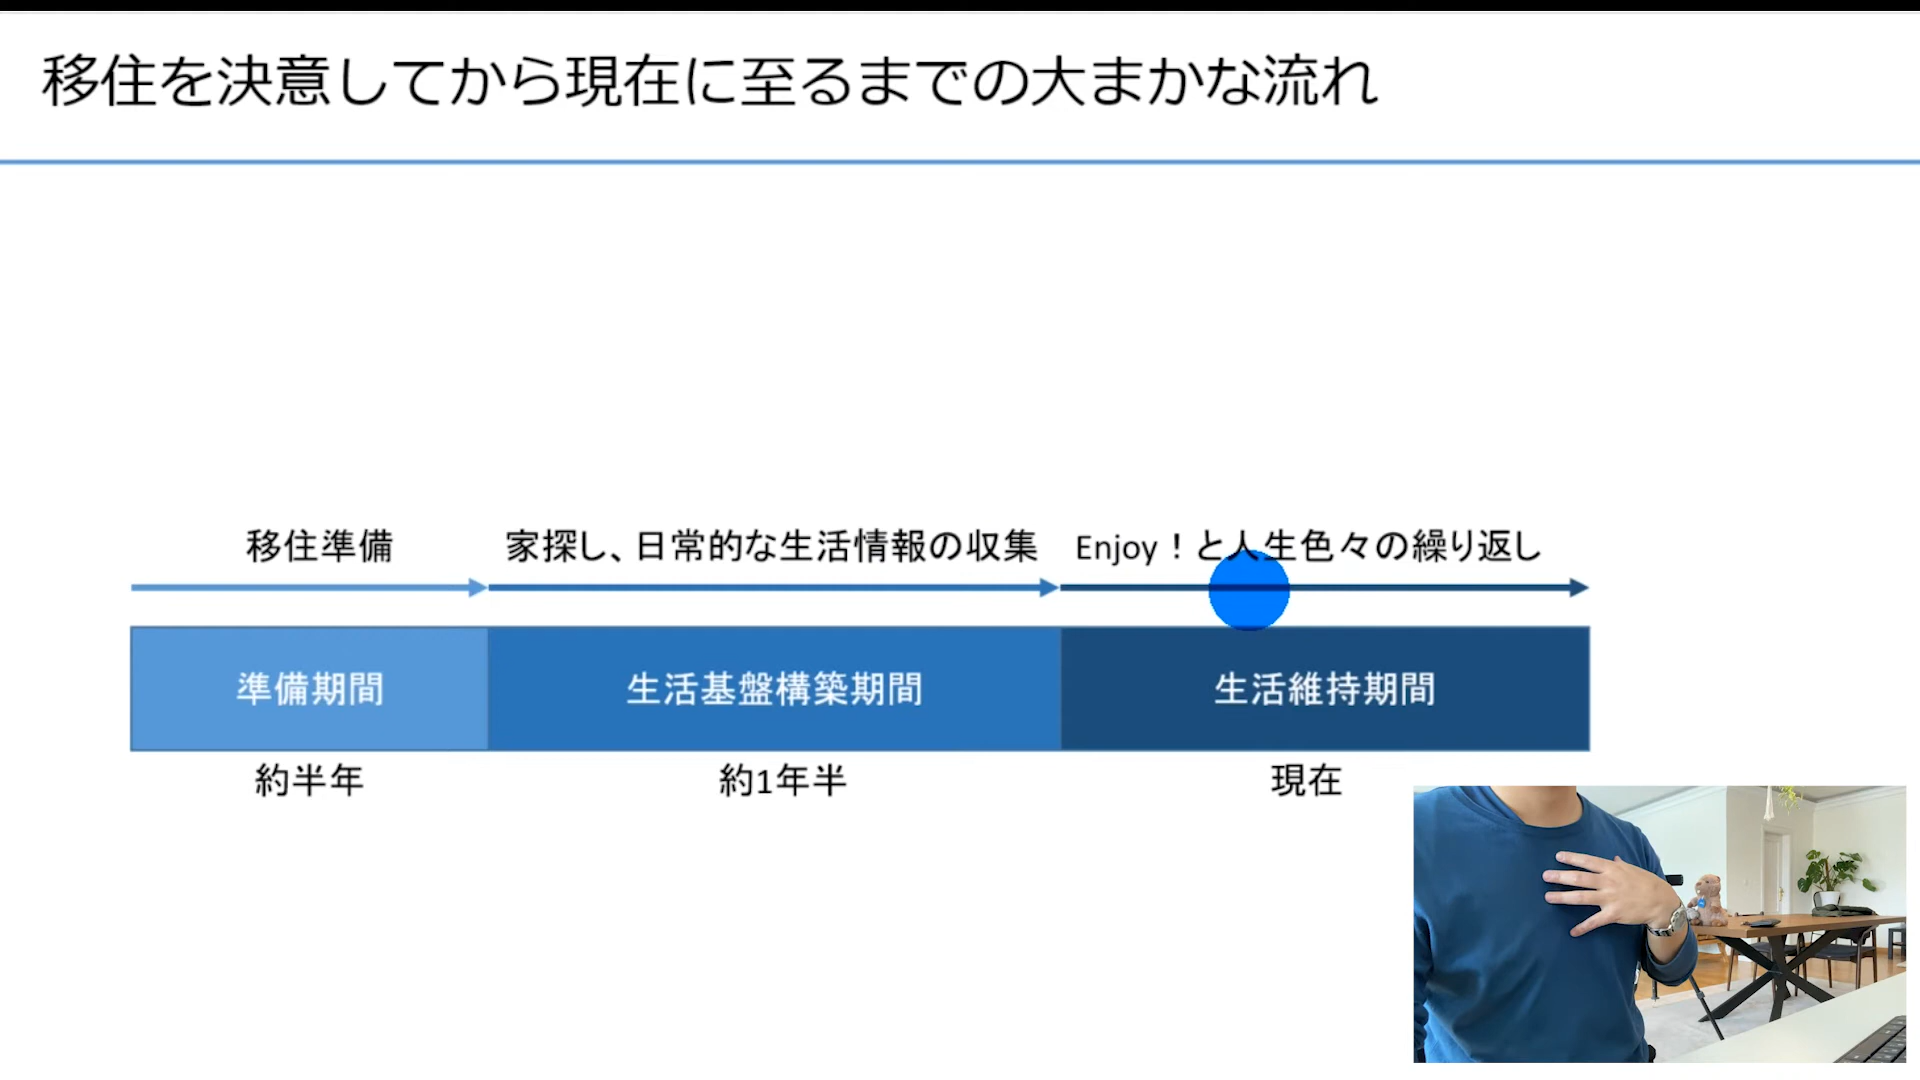 移住を決意してから現在に至るまでの大まかな流れ
移住準備
家探し、日常的な生活情報の収集
Enjoy！と人生色々の繰り返し
準備期間
生活基盤構築期間
生活維持期間
約半年
約1年半
現在